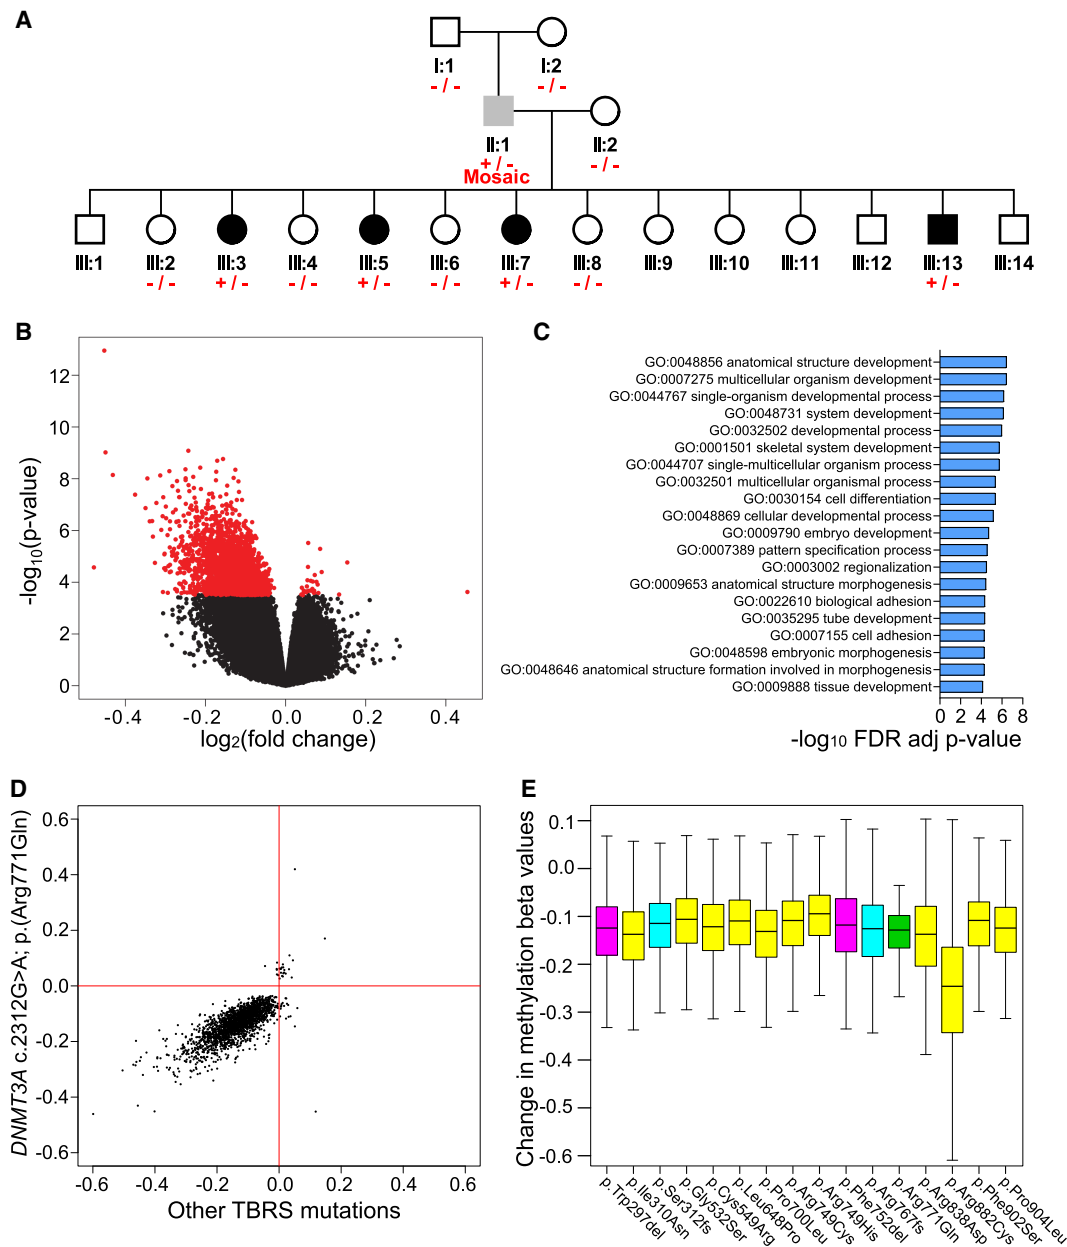 A
I:1
I:2
- / -
- / -
II:1
II:2
+ / -
- / -
Mosaic
III:1
III:2
III:3
III:4
III:5
III:6
III:7
III:8
III:9
III:10
III:11
III:12
III:13
III:14
- / -
+ / -
- / -
+ / -
- / -
+ / -
- / -
+ / -
B
-log10(p-value)
12
10
8
6
4
2
0
-0.4
-0.2
0.0
0.2
0.4
log2(fold change)
C
GO:0048856 anatomical structure development
GO:0007275 multicellular organism development
GO:0044767 single-organism developmental process
GO:0048731 system development
GO:0032502 developmental process
GO:0001501 skeletal system development
GO:0044707 single-multicellular organism process
GO:0032501 multicellular organismal process
GO:0030154 cell differentiation
GO:0048869 cellular developmental process
GO:0009790 embryo development
GO:0007389 pattern specification process
GO:0003002 regionalization
GO:0009653 anatomical structure morphogenesis
GO:0022610 biological adhesion
GO:0035295 tube development
GO:0007155 cell adhesion
GO:0048598 embryonic morphogenesis
GO:0048646 anatomical structure formation involved in morphogenesis
GO:0009888 tissue development
0 2 4 6 8
-log10 FDR adj p-value
D
DNMT3A c.2312G>A; p.(Arg771Gln)
0.6
0.4
0.2
0.0
-0.2
-0.4
-0.6
-0.6
-0.4
-0.2
0.0
0.2
0.4
0.6
Other TBRS mutations
E
Change in methylation beta values
0.1
0.0
-0.1
-0.2
-0.3
-0.4
-0.5
-0.6
p.Trp297del
p.Ile310Asn
p.Ser312fs
p.Gly532Ser
p.Cys549Arg
p.Leu648Pro
p.Pro700Leu
p.Arg749Cys
p.Arg749His
p.Phe752del
p.Arg767fs
p.Arg771Gln
p.Arg838Asp
p.Arg882Cys
p.Phe902Ser
p.Pro904Leu